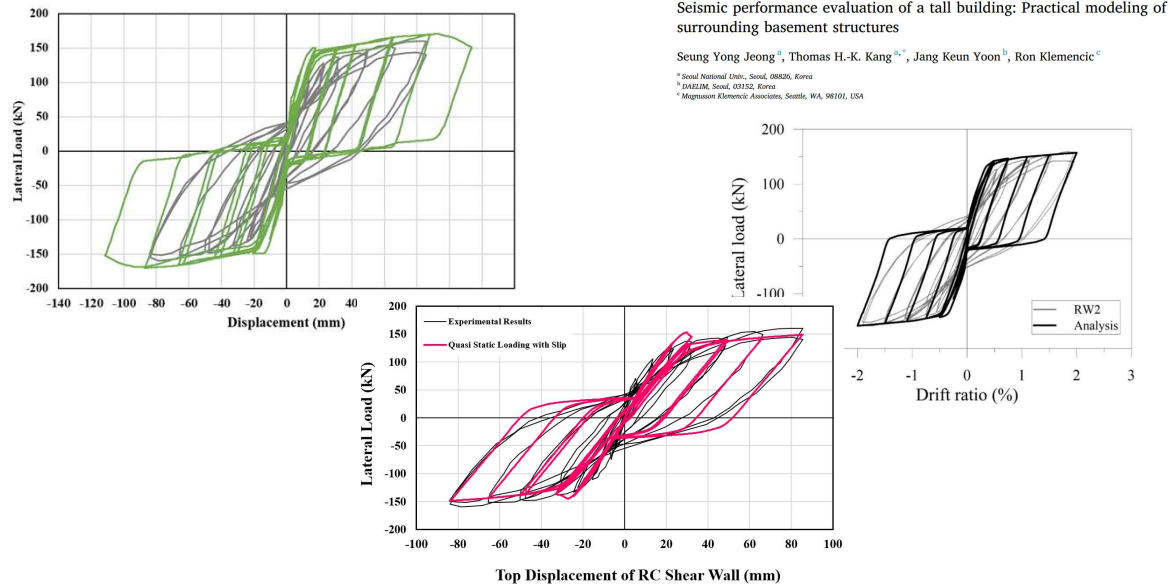 Seismic performance evaluation of a tall building: Practical modeling of
surrounding basement structures
Seung Yong Jeong a, Thomas H.-K. Kang a,*, Jang Keun Yoon b, Ron Klemencic c
a Seoul National Univ., Seoul, 08826, Korea
b DAELIM, Seoul, 03152, Korea
c Magnusson Klemencic Associates, Seattle, WA, 98101, USA
200
150
100
50
0
-50
-100
-150
-200
Lateral Load (kN)
-140 -120 -100 -80 -60 -40 -20 0 20 40
Displacement (mm)
200
100
0
-100
Lateral load (kN)
RW2
Analysis
-2 -1 0 1 2 3
Drift ratio (%)
200
150
100
50
0
-50
-100
-150
-200
Lateral Load (kN)
Experimental Results
Quasi Static Loading with Slip
-100 -80 -60 -40 -20 0 20 40 60 80 100
Top Displacement of RC Shear Wall (mm)